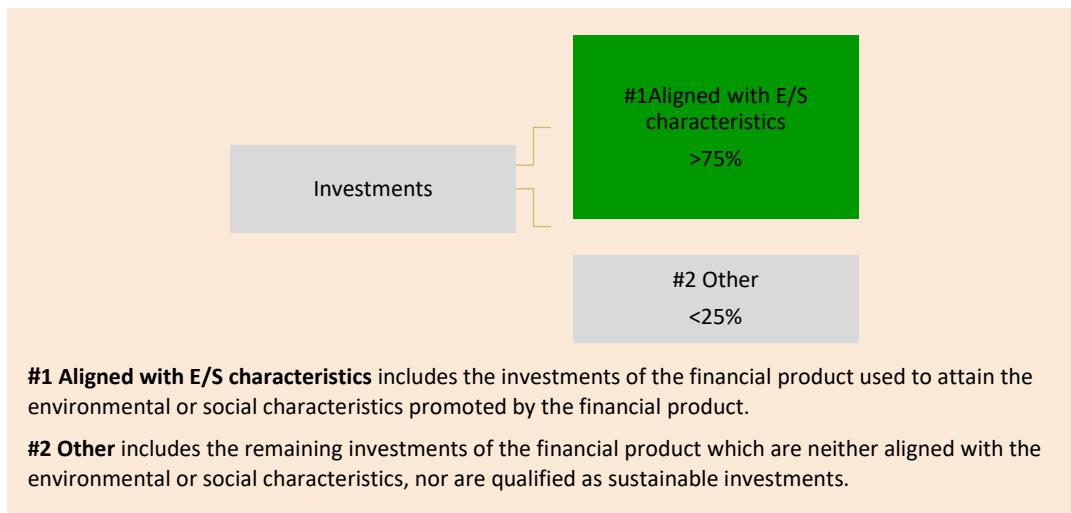 #1Aligned with E/S
characteristics
>75%
Investments
#2 Other
<25%
#1 Aligned with E/S characteristics includes the investments of the financial product used to attain the
environmental or social characteristics promoted by the financial product.
#2 Other includes the remaining investments of the financial product which are neither aligned with the
environmental or social characteristics, nor are qualified as sustainable investments.